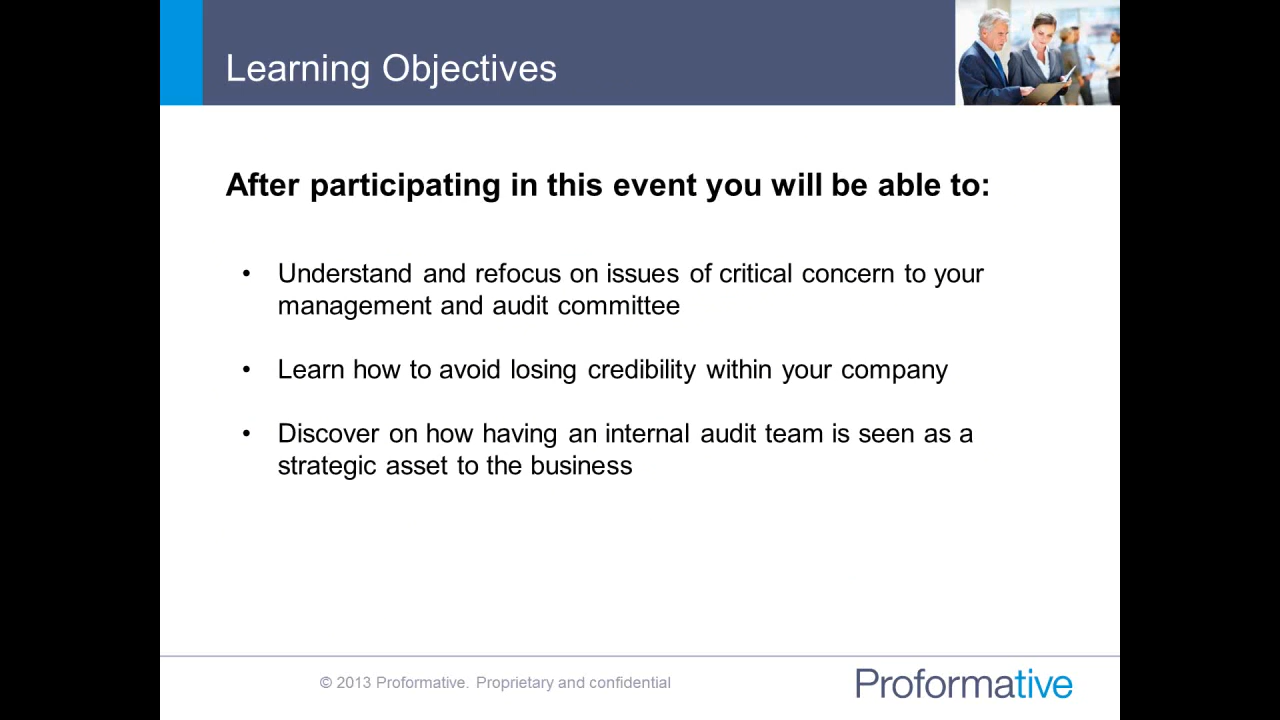 Learning Objectives
After participating in this event you will be able to:
• Understand and refocus on issues of critical concern to your
management and audit committee
• Learn how to avoid losing credibility within your company
• Discover on how having an internal audit team is seen as a
strategic asset to the business
© 2013 Proformative. Proprietary and confidential
Proformative